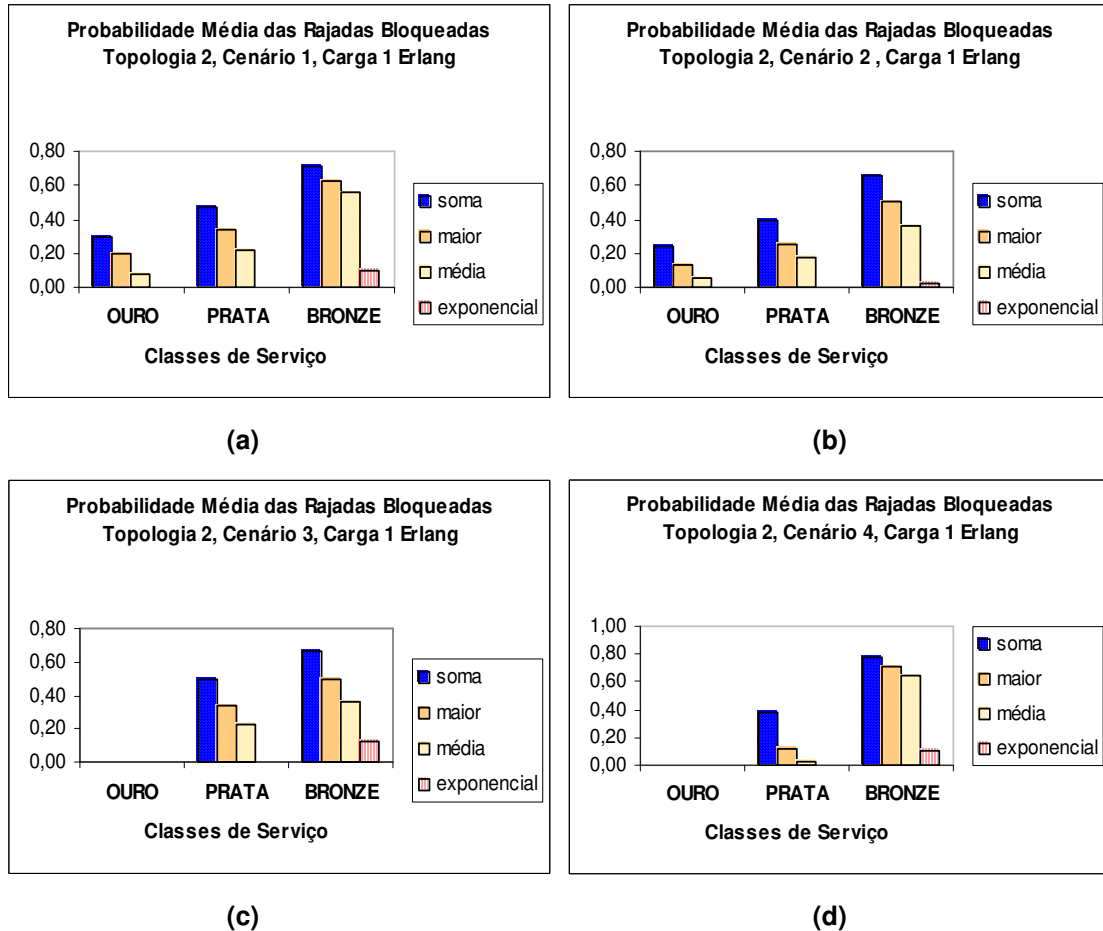 Probabilidade Média das Rajadas Bloqueadas
Topologia 2, Cenário 1, Carga 1 Erlang
0,80
0,60
0,40
0,20
0,00
OURO PRATA BRONZE
Classes de Serviço
soma
maior
média
exponencial
(a)
Probabilidade Média das Rajadas Bloqueadas
Topologia 2, Cenário 2 , Carga 1 Erlang
0,80
0,60
0,40
0,20
0,00
OURO PRATA BRONZE
Classes de Serviço
soma
maior
média
exponencial
(b)
Probabilidade Média das Rajadas Bloqueadas
Topologia 2, Cenário 3, Carga 1 Erlang
0,80
0,60
0,40
0,20
0,00
OURO PRATA BRONZE
Classes de Serviço
soma
maior
média
exponencial
(c)
Probabilidade Média das Rajadas Bloqueadas
Topologia 2, Cenário 4, Carga 1 Erlang
1,00
0,80
0,60
0,40
0,20
0,00
OURO PRATA BRONZE
Classes de Serviço
soma
maior
média
exponencial
(d)